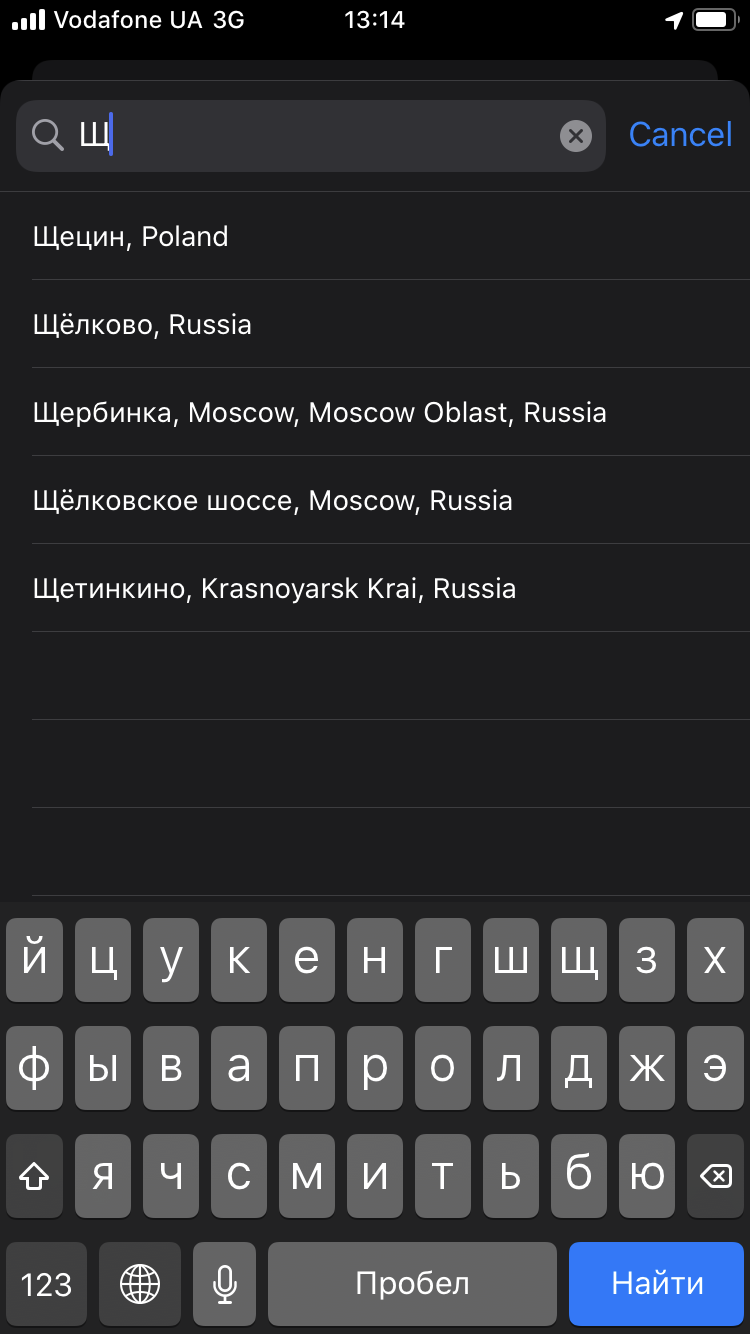 Vodafone UA 3G 13:14
Щ Cancel
Щецин, Poland
Щёлково, Russia
Щербинка, Moscow, Moscow Oblast, Russia
Щёлковское шоссе, Moscow, Russia
Щетинкино, Krasnoyarsk Krai, Russia
й ц у к е н г ш щ з х
ф ы в а п р о л д ж э
я ч с м и т ь б ю
123 Пробел Найти